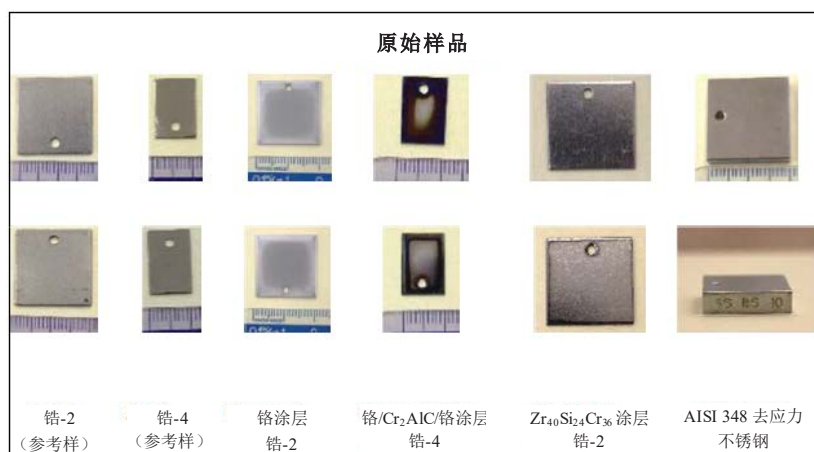 原始样品
SS RS 10
锆-2
(参考样)
锆-4
(参考样)
铬涂层
锆-2
铬/Cr₂AlC/铬涂层
锆-4
Zr₄₀Si₂₄Cr₃₆ 涂层
锆-2
AISI 348 去应力
不锈钢